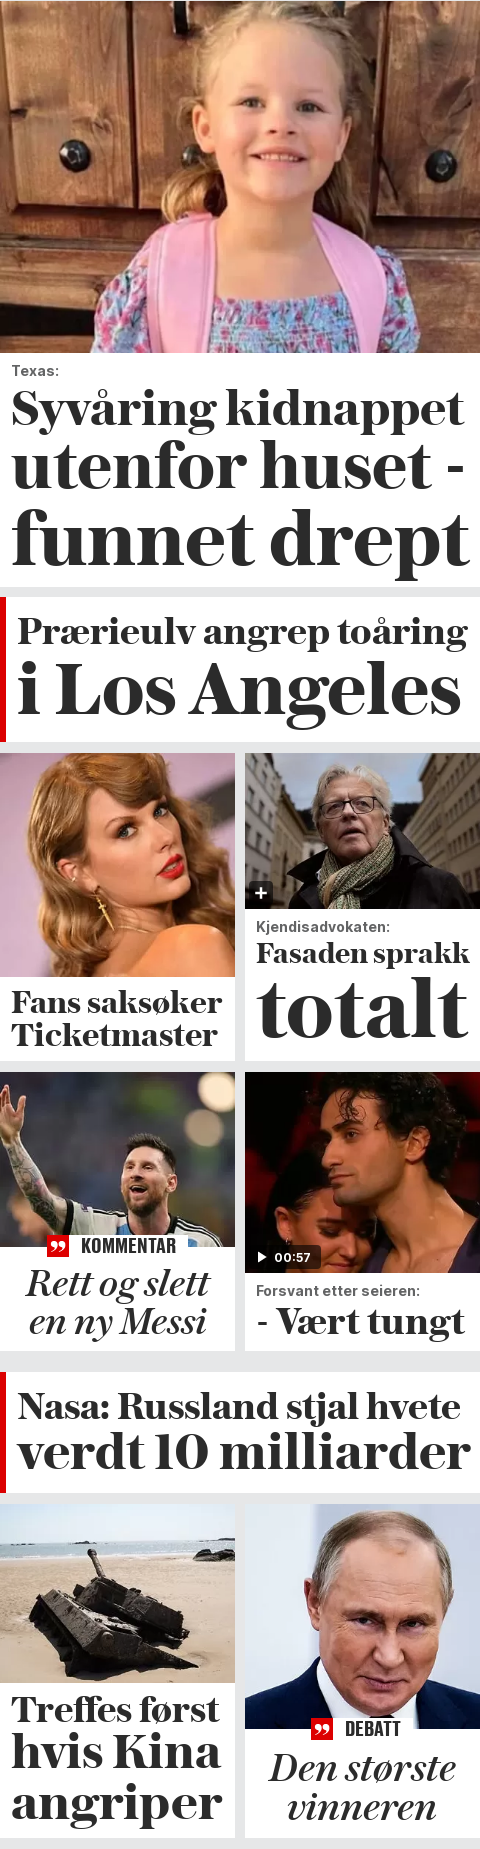 Texas:
Syvåring kidnappet
utenfor huset -
funnet drept
Prærieulv angrep toåring
i Los Angeles
Fans saksøker
Ticketmaster
Kjendisadvokaten:
Fasaden sprakk
totalt
KOMMENTAR
Rett og slett
en ny Messi
00:57
Forsvant etter seieren:
- Vært tungt
Nasa: Russland stjal hvete
verdt 10 milliarder
Treffes først
hvis Kina
angriper
DEBATT
Den største
vinneren